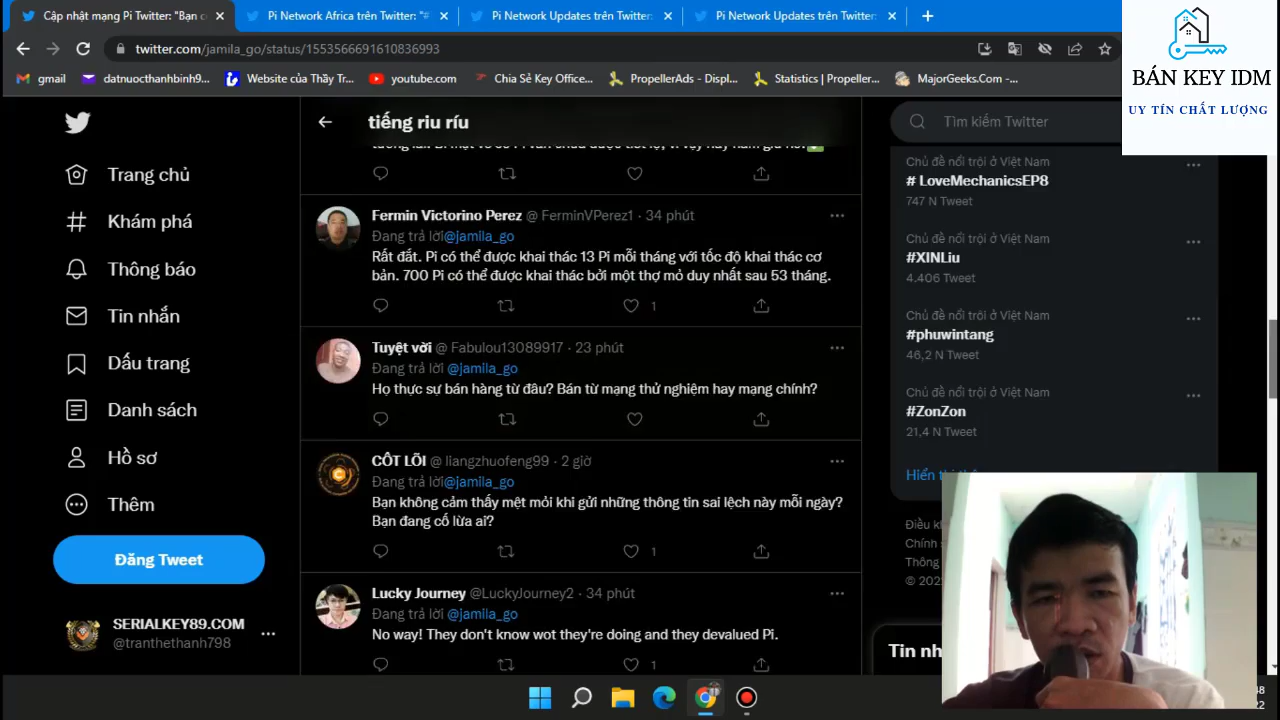 Cập nhật mạng Pi Twitter: "Bạn c
Pi Network Africa trên Twitter: "#
Pi Network Updates trên Twitter:
Pi Network Updates trên Twitter:
twitter.com/jamila_go/status/1553566691610836993
gmail
datnuocthanhbinh9...
Website của Thầy Tr...
youtube.com
Chia Sẻ Key Office...
PropellerAds - Displ...
Statistics | Propeller...
MajorGeeks.Com -...
BÁN KEY IDM
UY TÍN CHẤT LƯỢNG
Trang chủ
Khám phá
Thông báo
Tin nhắn
Dấu trang
Danh sách
Hồ sơ
Thêm
Đăng Tweet
SERIALKEY89.COM
@tranthethanh798
tiếng riu ríu
Fermin Victorino Perez @ FerminVPerez1 · 34 phút
Đang trả lời@jamila_go
Rất đắt. Pi có thể được khai thác 13 Pi mỗi tháng với tốc độ khai thác cơ
bản. 700 Pi có thể được khai thác bởi một thợ mỏ duy nhất sau 53 tháng.
1
Tuyệt vời @ Fabulou13089917 · 23 phút
Đang trả lời @jamila_go
Họ thực sự bán hàng từ đâu? Bán từ mạng thử nghiệm hay mạng chính?
CỐT LÕI @ liangzhuofeng99 · 2 giờ
Đang trả lời@jamila_go
Bạn không cảm thấy mệt mỏi khi gửi những thông tin sai lệch này mỗi ngày?
Bạn đang cố lừa ai?
1
Lucky Journey @LuckyJourney2 · 34 phút
Đang trả lời @jamila_go
No way! They don't know wot they're doing and they devalued Pi.
1
Tìm kiếm Twitter
Chủ đề nổi trội ở Việt Nam
# LoveMechanicsEP8
747 N Tweet
Chủ đề nổi trội ở Việt Nam
#XINLiu
4.406 Tweet
Chủ đề nổi trội ở Việt Nam
#phuwintang
46,2 N Tweet
Chủ đề nổi trội ở Việt Nam
#ZonZon
21,4 N Tweet
Hiển
Điều kh
Chính s
Thông
© 202
Tin nh